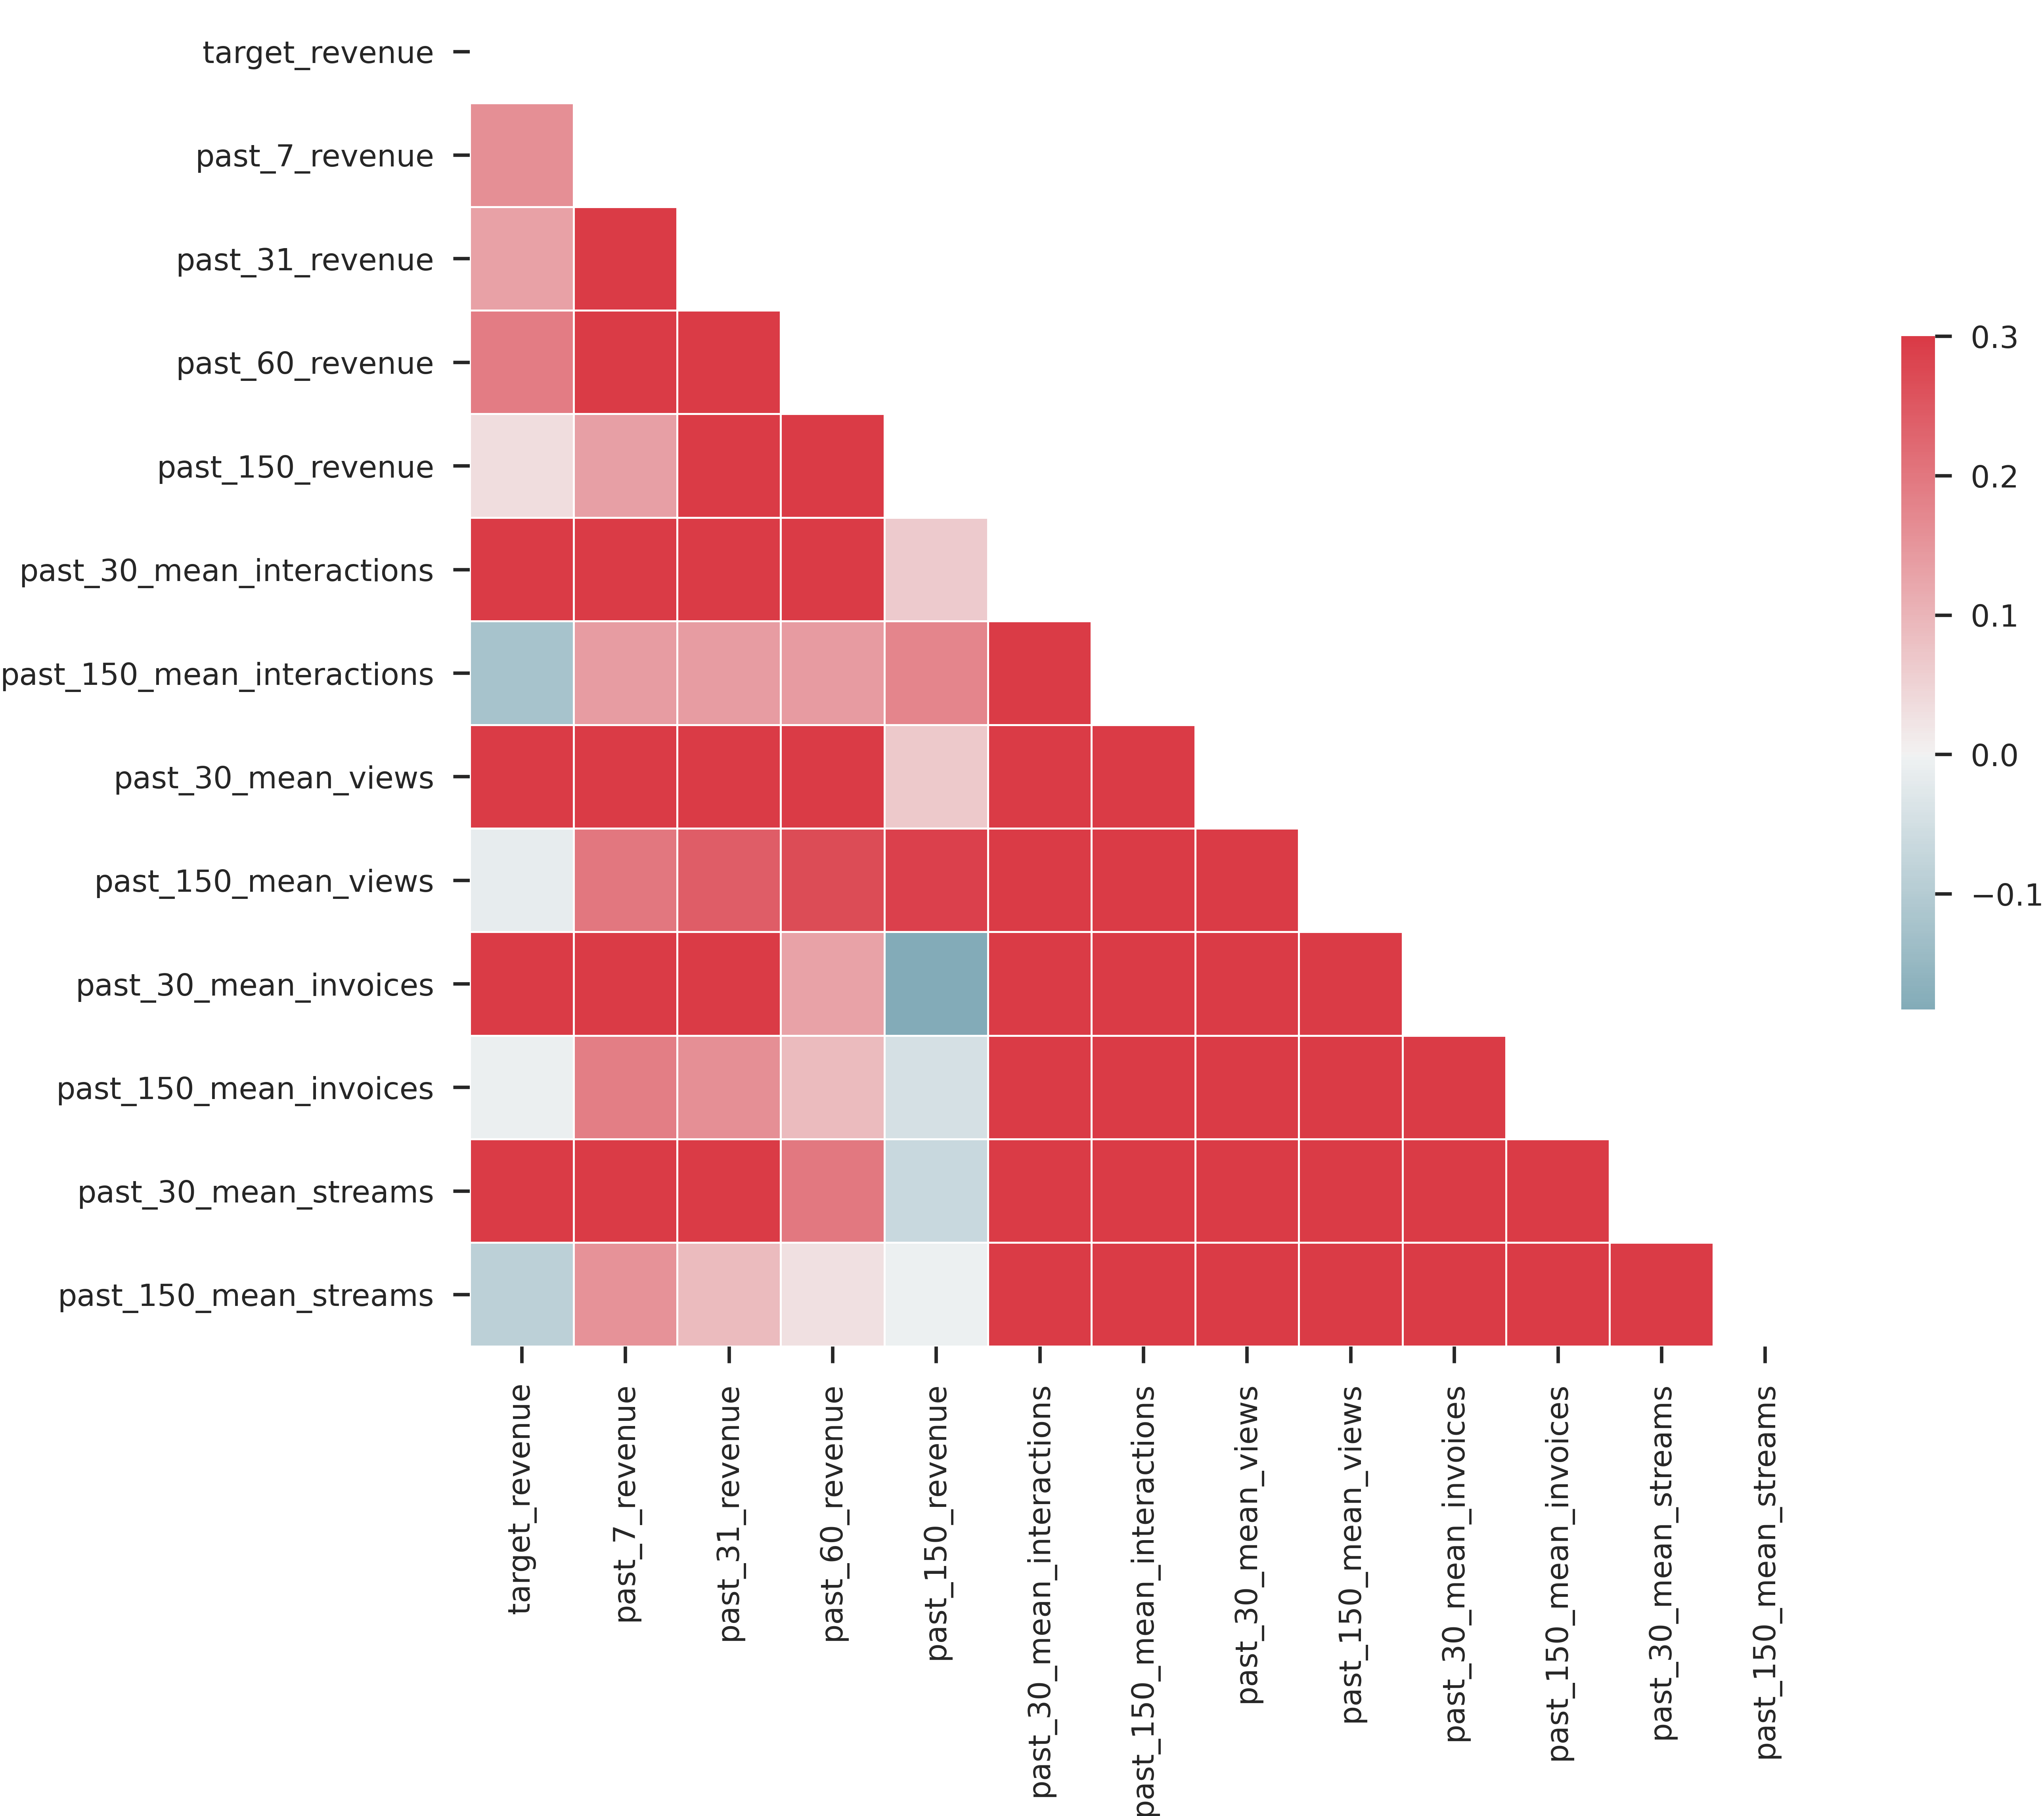 target_revenue
past_7_revenue
past_31_revenue
past_60_revenue
past_150_revenue
past_30_mean_interactions
past_150_mean_interactions
past_30_mean_views
past_150_mean_views
past_30_mean_invoices
past_150_mean_invoices
past_30_mean_streams
past_150_mean_streams
target_revenue
past_7_revenue
past_31_revenue
past_60_revenue
past_150_revenue
past_30_mean_interactions
past_150_mean_interactions
past_30_mean_views
past_150_mean_views
past_30_mean_invoices
past_150_mean_invoices
past_30_mean_streams
past_150_mean_streams
0.3
0.2
0.1
0.0
−0.1